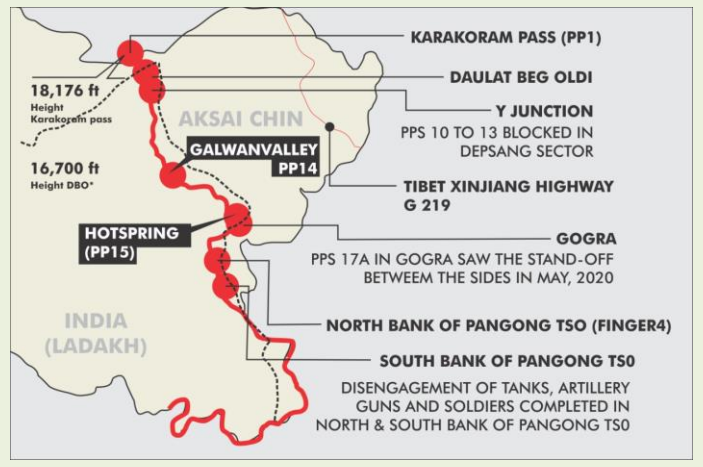 KARAKORAM PASS (PP1)
DAULAT BEG OLDI
18,176 ft
Height
Karakoram pass
Y JUNCTION
PPS 10 TO 13 BLOCKED IN
DEPSANG SECTOR
AKSAI CHIN
GALWANVALLEY
PP14
16,700 ft
Height DBO*
TIBET XINJIANG HIGHWAY
G 219
HOTSPRING
(PP15)
GOGRA
PPS 17A IN GOGRA SAW THE STAND-OFF
BETWEEM THE SIDES IN MAY, 2020
INDIA
(LADAKH)
NORTH BANK OF PANGONG TSO (FINGER4)
SOUTH BANK OF PANGONG TS0
DISENGAGEMENT OF TANKS, ARTILLERY
GUNS AND SOLDIERS COMPLETED IN
NORTH & SOUTH BANK OF PANGONG TS0